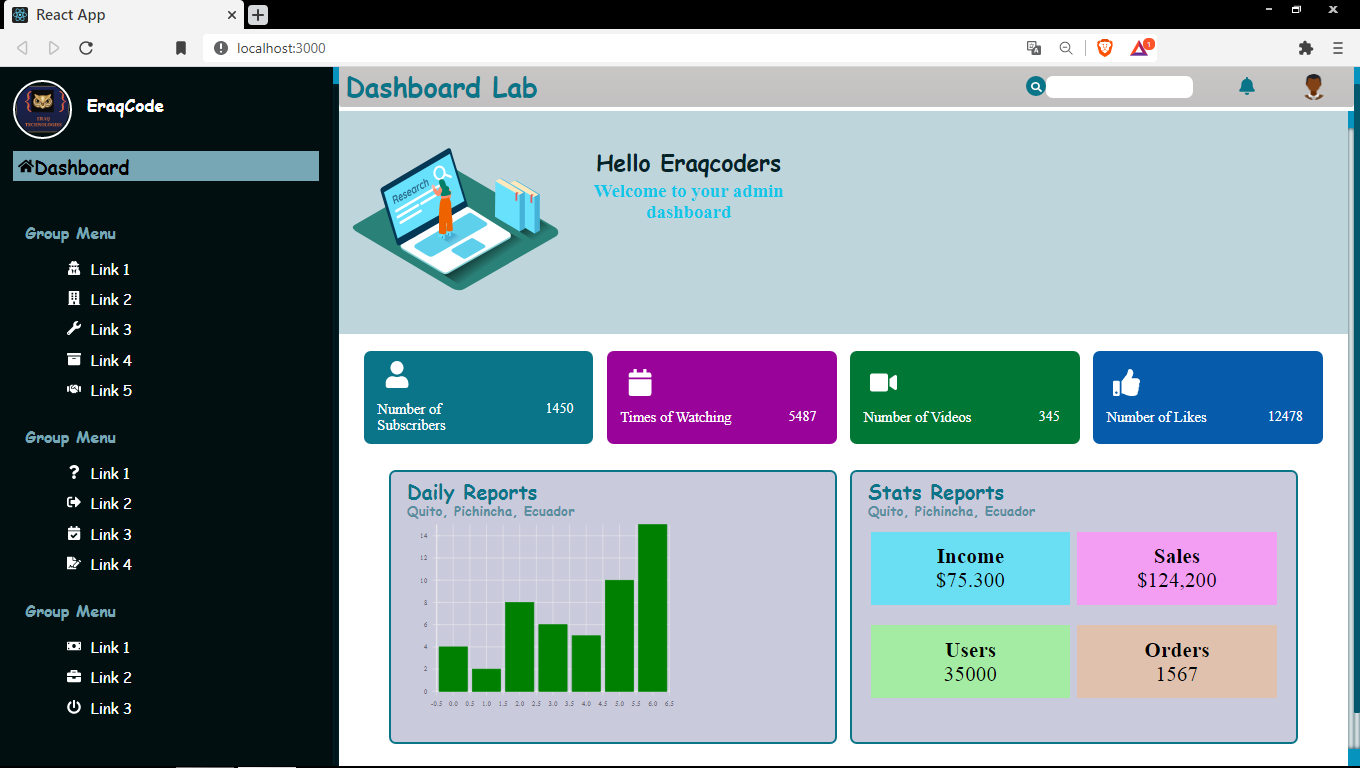 React App
localhost:3000
1
ERAQ
TECHNOLOGIES
EraqCode
Dashboard
Group Menu
Link 1
Link 2
Link 3
Link 4
Link 5
Group Menu
Link 1
Link 2
Link 3
Link 4
Group Menu
Link 1
Link 2
Link 3
Dashboard Lab
Research
Hello Eraqcoders
Welcome to your admin
dashboard
Number of
Subscribers
1450
Times of Watching
5487
Number of Videos
345
Number of Likes
12478
Daily Reports
Quito, Pichincha, Ecuador
14
12
10
8
6
4
2
0
-0.5 0.0 0.5 1.0 1.5 2.0 2.5 3.0 3.5 4.0 4.5 5.0 5.5 6.0 6.5
Stats Reports
Quito, Pichincha, Ecuador
Income
$75.300
Sales
$124,200
Users
35000
Orders
1567